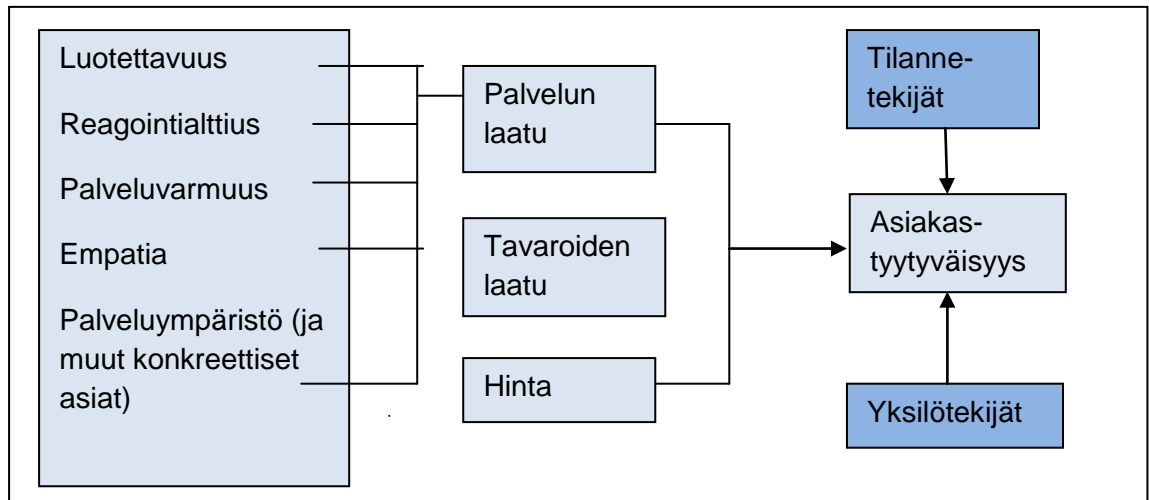 Luotettavuus
Reagointialttius
Palveluvarmuus
Empatia
Palveluympäristö (ja
muut konkreettiset
asiat)
Palvelun
laatu
Tavaroiden
laatu
Hinta
Tilanne-
tekijät
Asiakas-
tyytyväisyys
Yksilötekijät